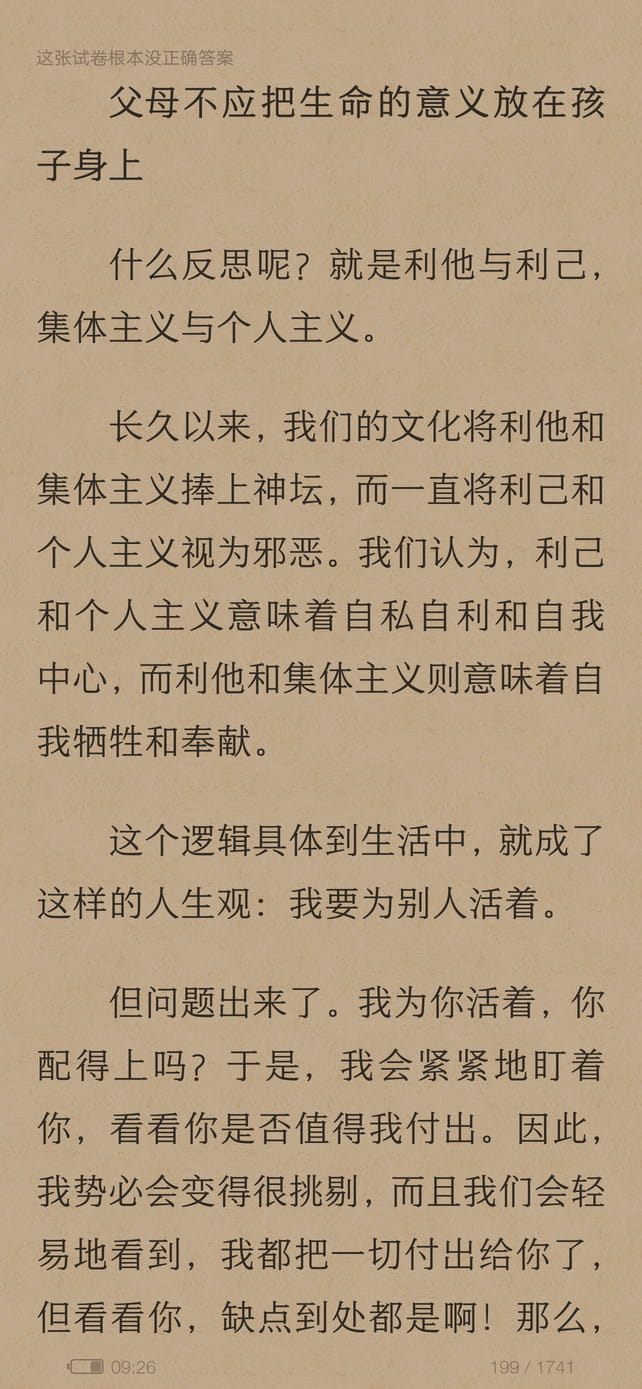 这张试卷根本没正确答案
父母不应把生命的意义放在孩
子身上
什么反思呢？就是利他与利己，
集体主义与个人主义。
长久以来，我们的文化将利他和
集体主义捧上神坛，而一直将利己和
个人主义视为邪恶。我们认为，利己
和个人主义意味着自私自利和自我
中心，而利他和集体主义则意味着自
我牺牲和奉献。
这个逻辑具体到生活中，就成了
这样的人生观：我要为别人活着。
但问题出来了。我为你活着，你
配得上吗？于是，我会紧紧地盯着
你，看看你是否值得我付出。因此，
我势必会变得很挑剔，而且我们会轻
易地看到，我都把一切付出给你了，
但看看你，缺点到处都是啊！那么，
09:26
199 / 1741